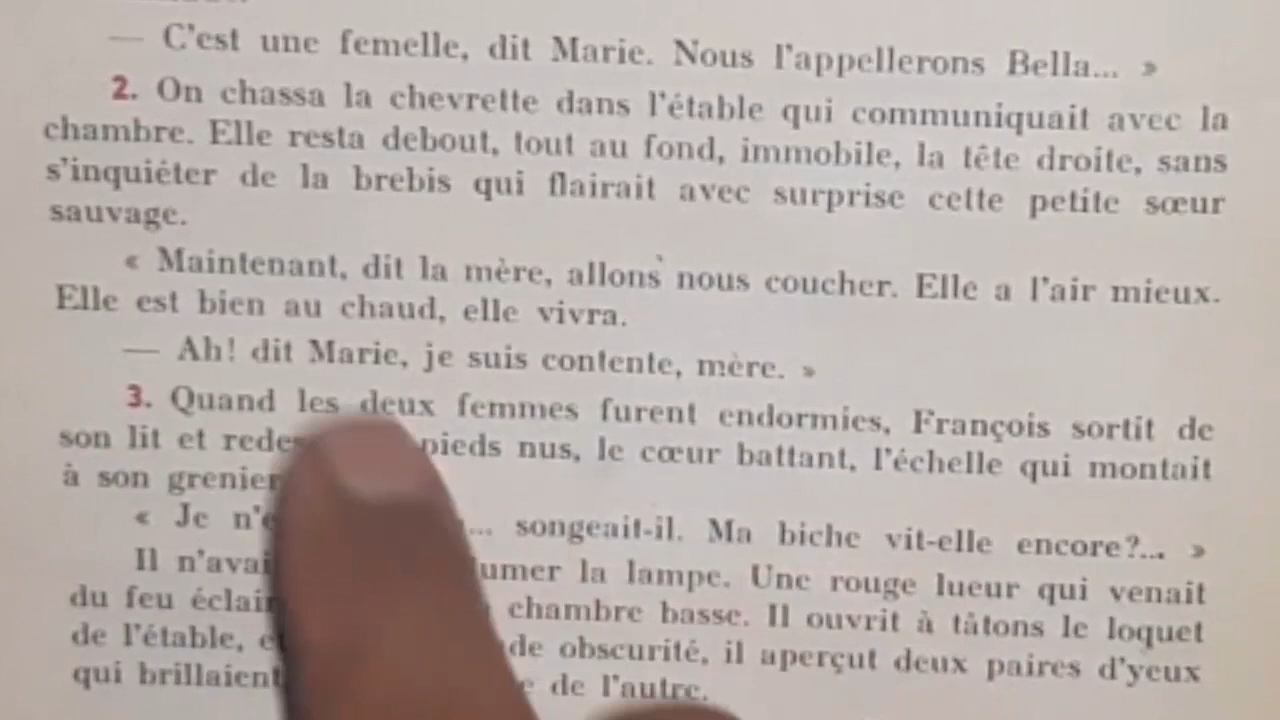 — C'est une femelle, dit Marie. Nous l'appellerons Bella... »
2. On chassa la chevrette dans l'étable qui communiquait avec la
chambre. Elle resta debout, tout au fond, immobile, la tête droite, sans
s'inquiéter de la brebis qui flairait avec surprise cette petite sœur
sauvage.
« Maintenant, dit la mère, allons nous coucher. Elle a l'air mieux.
Elle est bien au chaud, elle vivra.
— Ah! dit Marie, je suis contente, mère. »
3. Quand les deux femmes furent endormies, François sortit de
son lit et pieds nus, le cœur battant, l'échelle qui montait
à son grenier
« Je ... songeait-il. Ma biche vit-elle encore?... »
Il la lampe. Une rouge lueur qui venait
du feu chambre basse. Il ouvrit à tâtons le loquet
de l'étable, obscurité, il aperçut deux paires d'yeux
qui brillaient de l'autre.